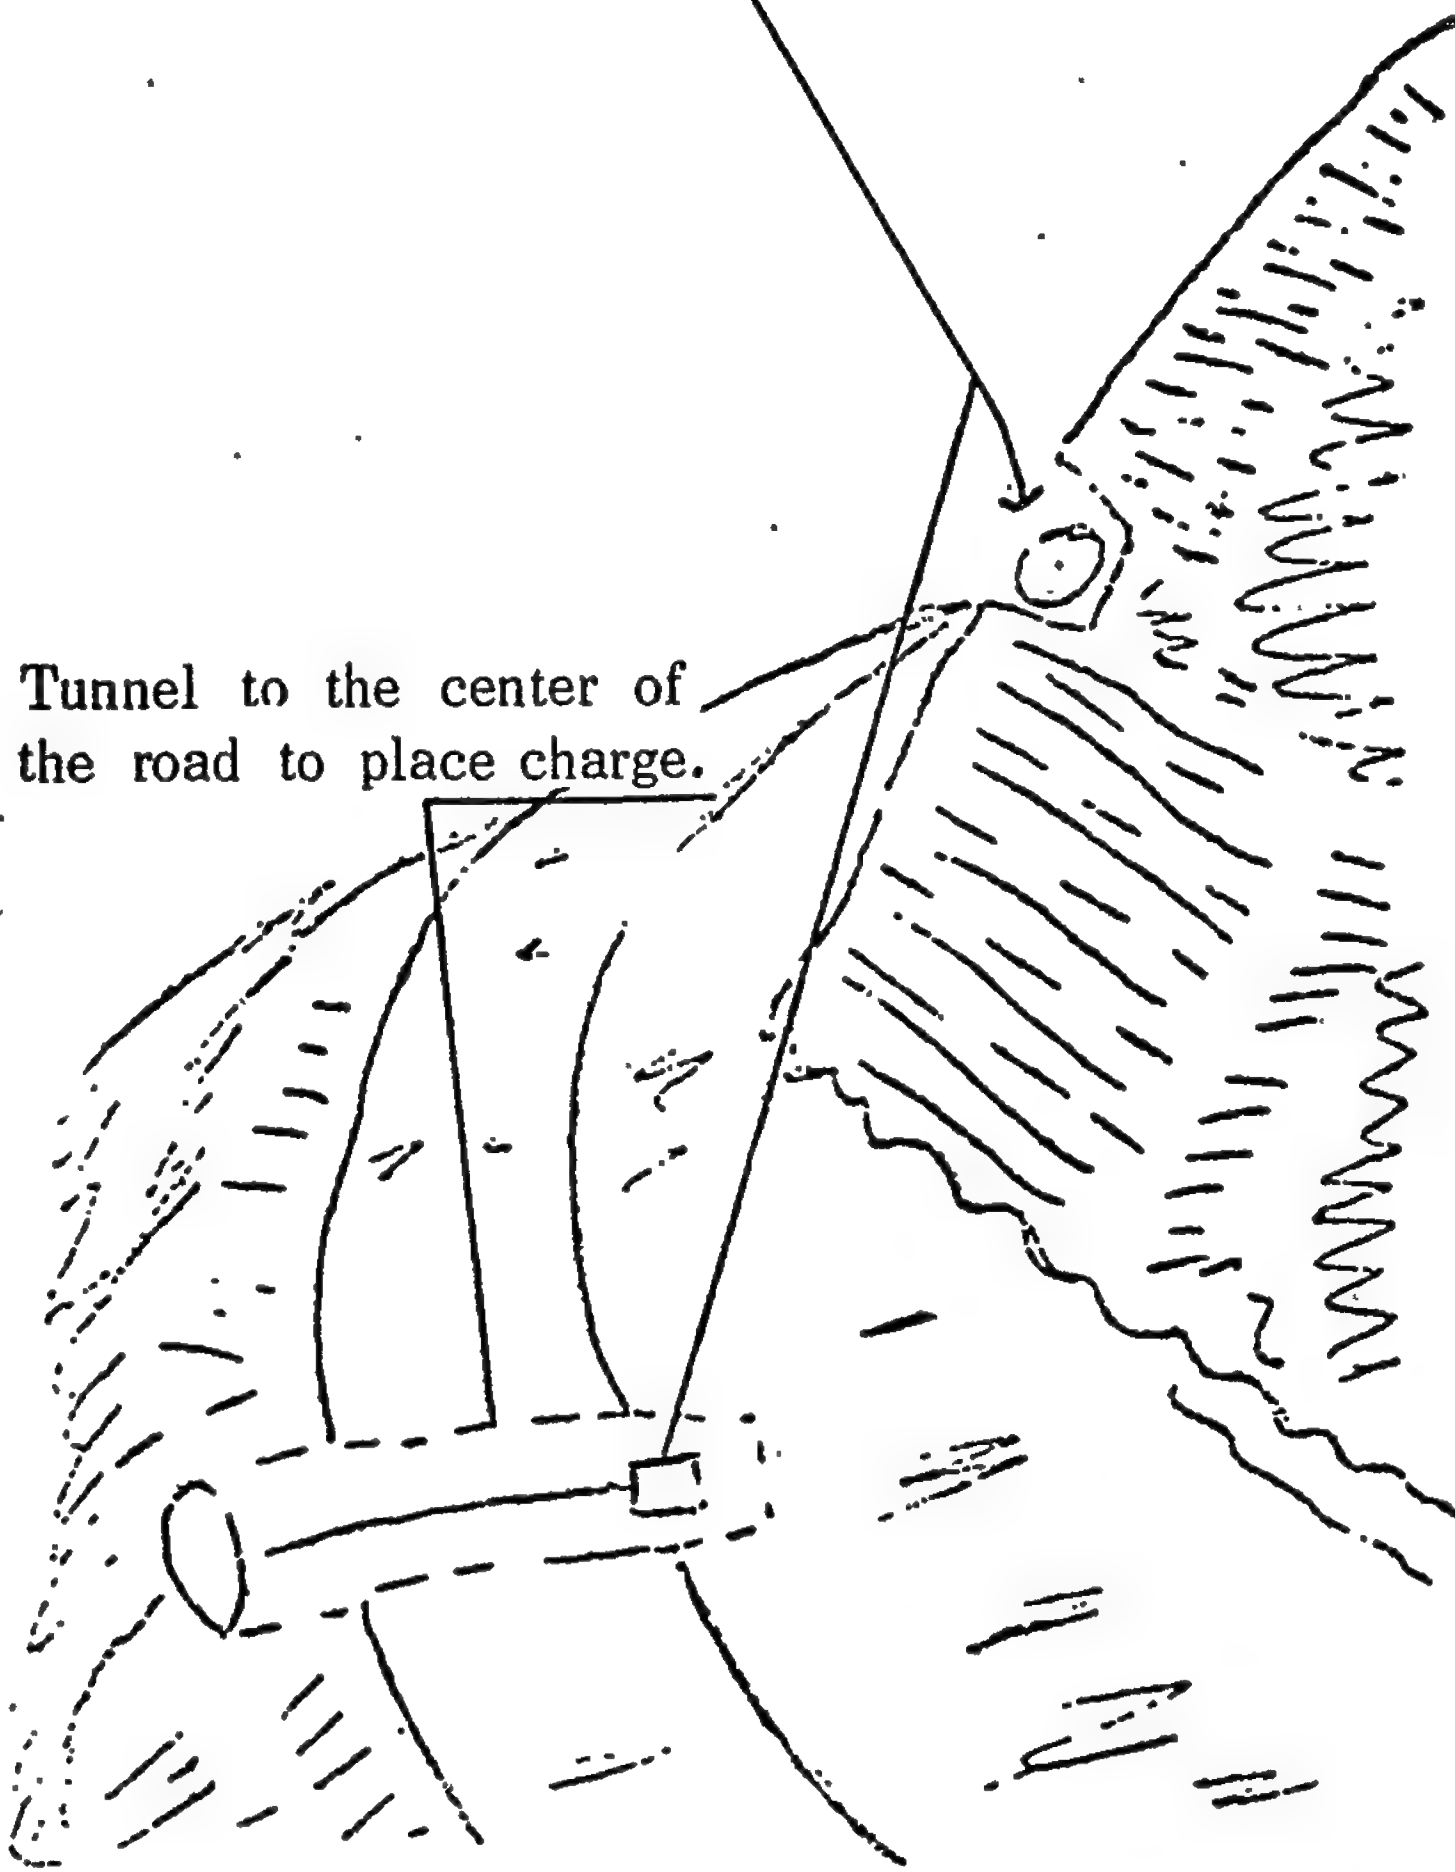 Tunnel to the center of
the road to place charge.